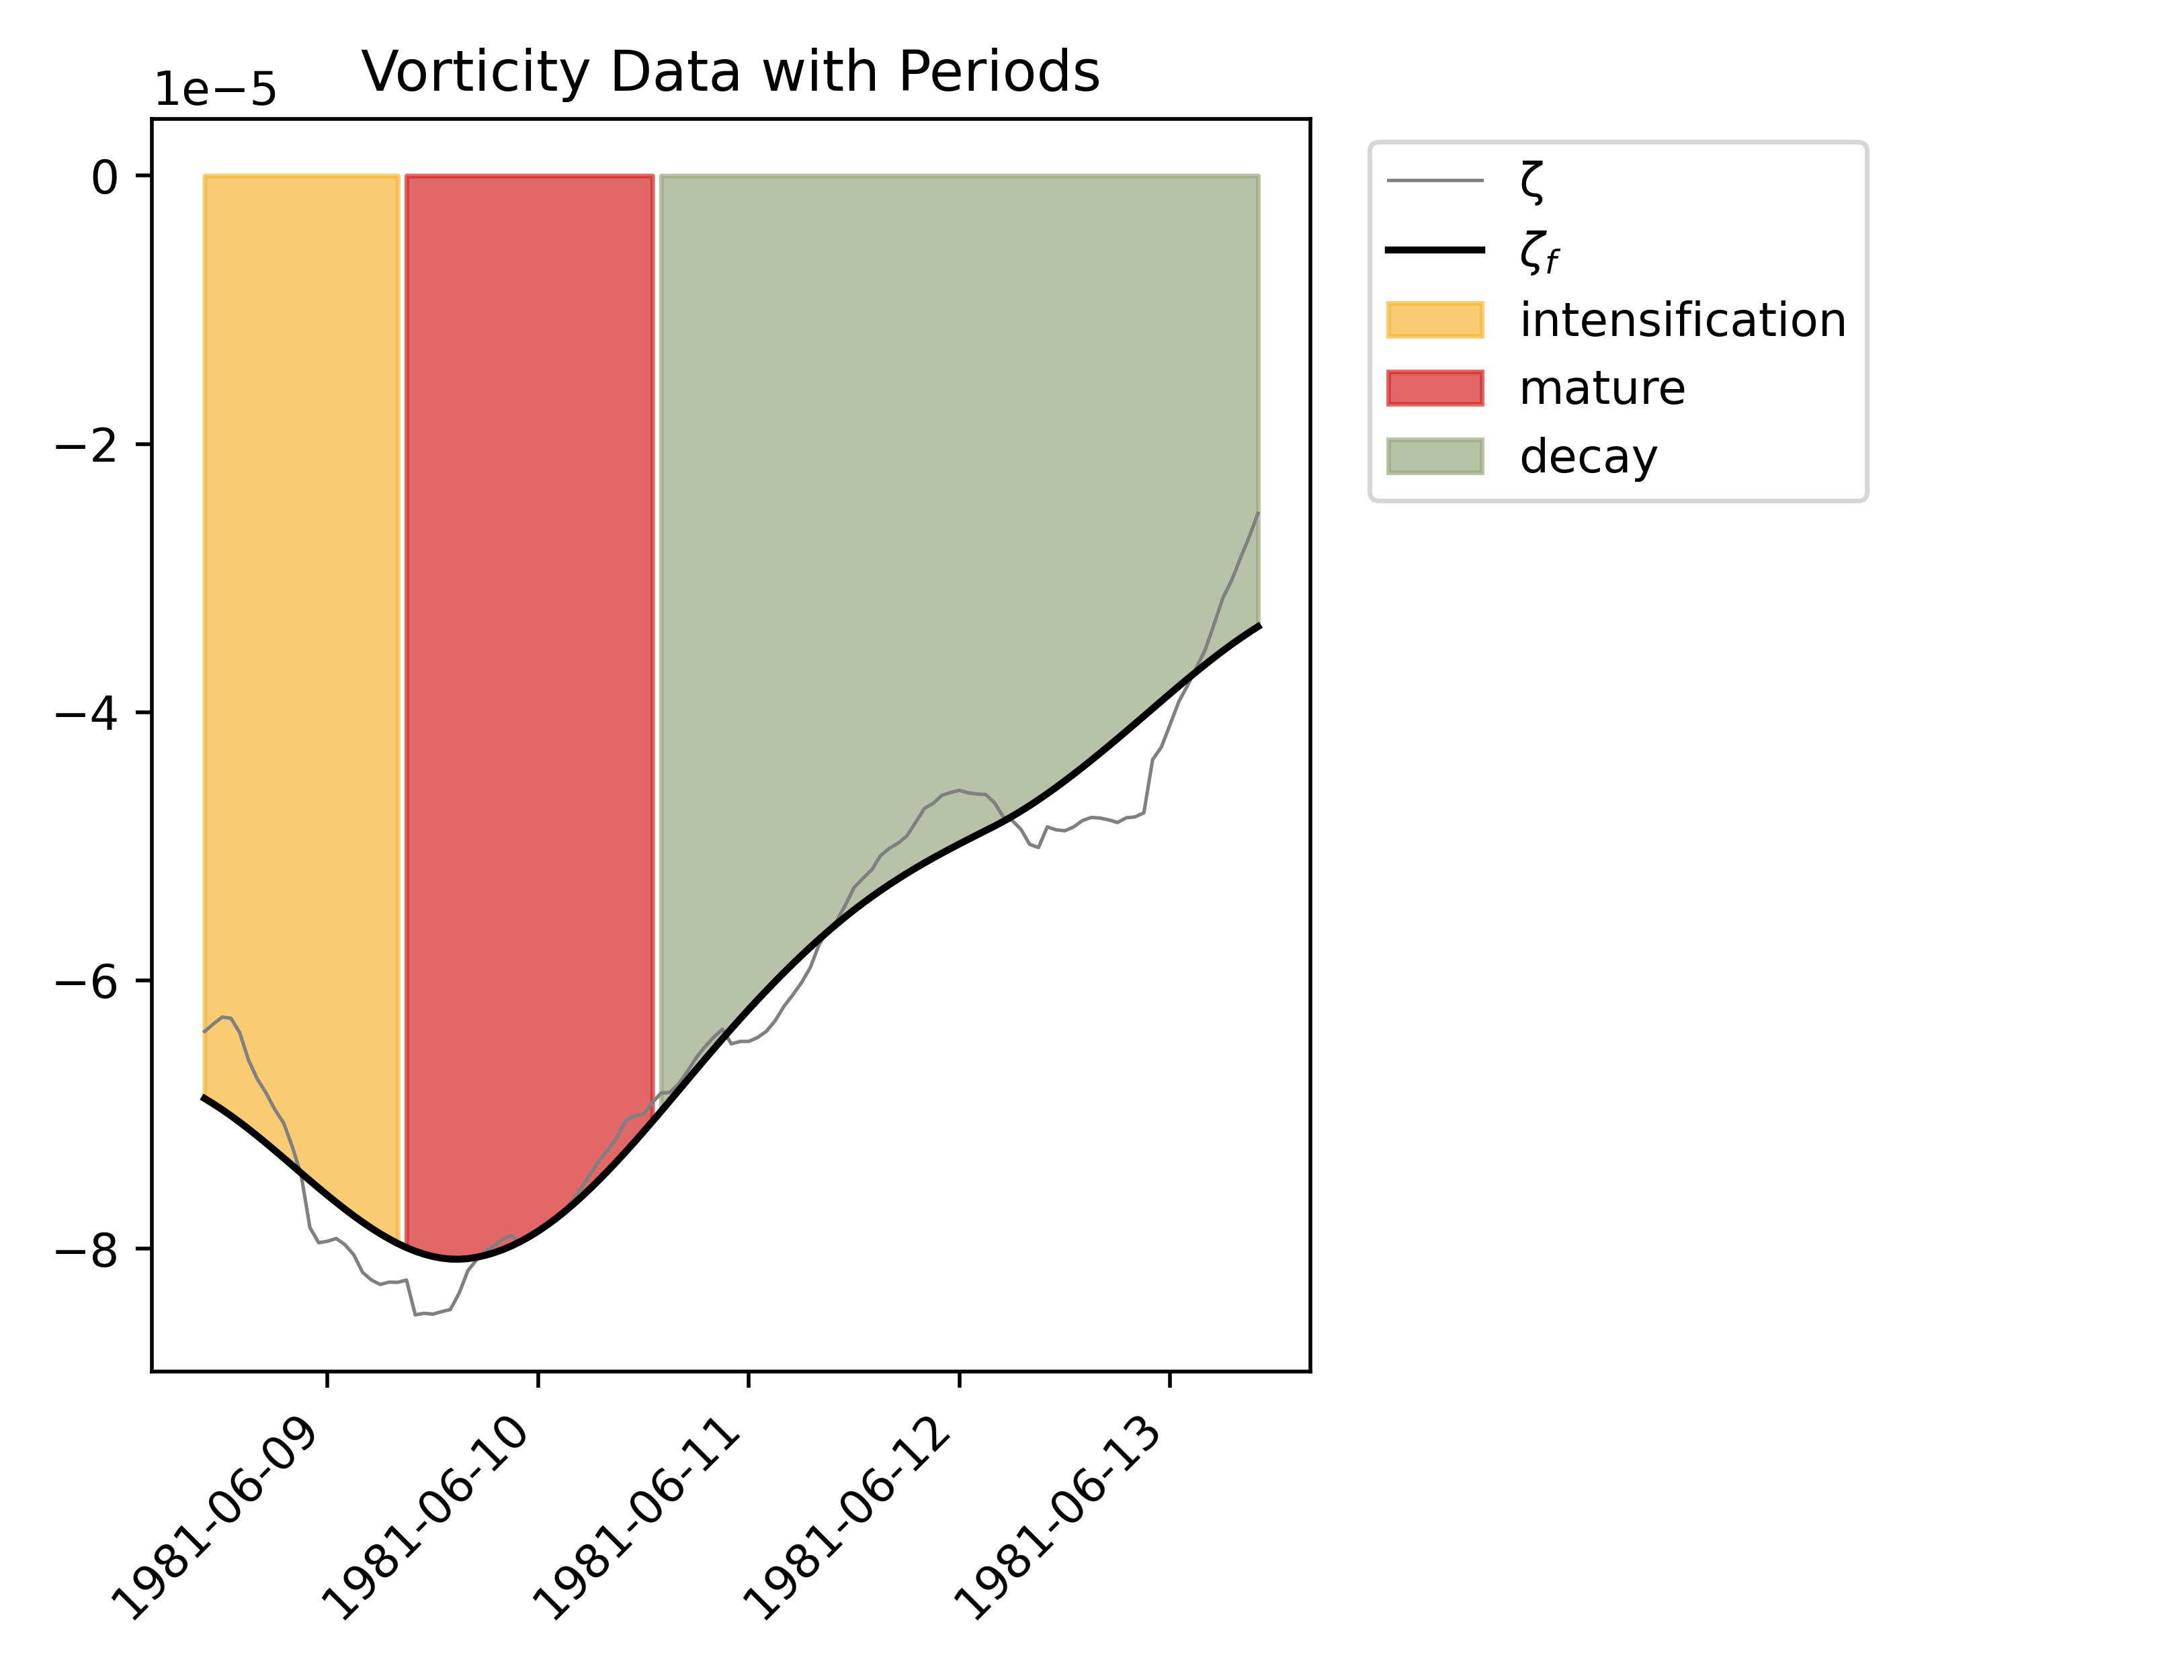 Vorticity Data with Periods
1e−5
0
−2
−4
−6
−8
1981-06-09
1981-06-10
1981-06-11
1981-06-12
1981-06-13
ζ
ζf
intensification
mature
decay